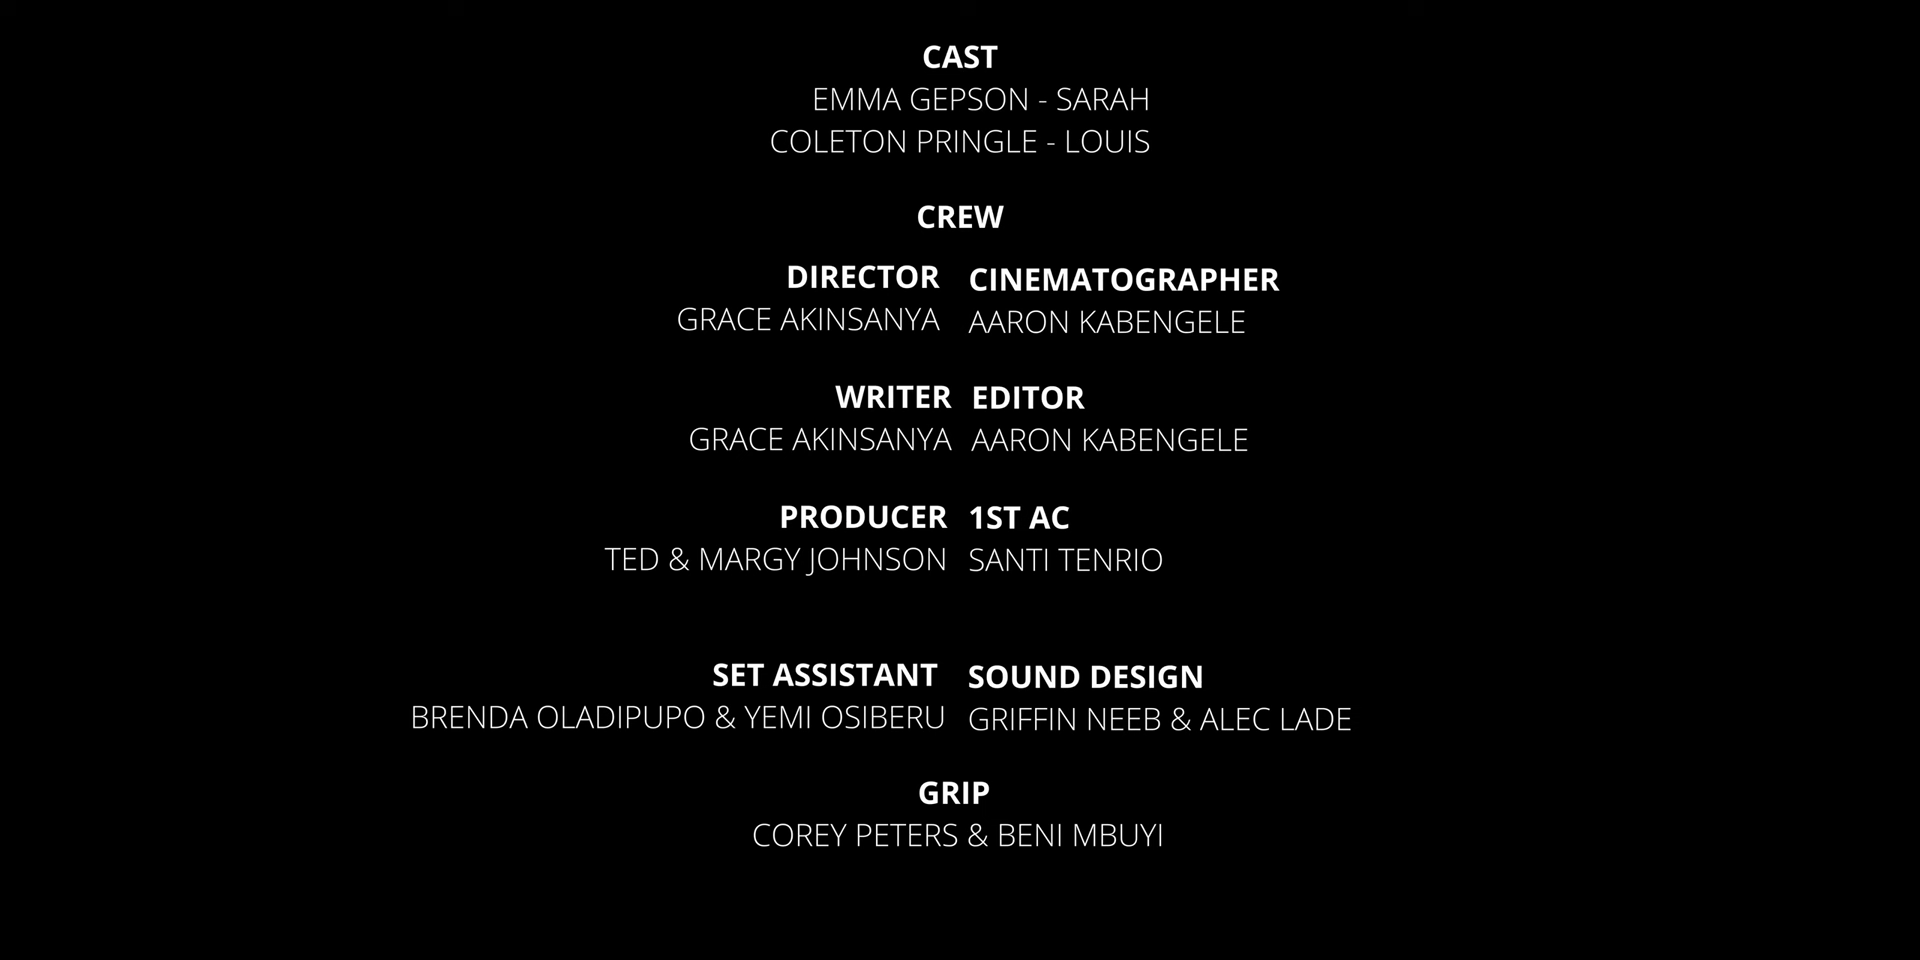 CAST
EMMA GEPSON - SARAH
COLETON PRINGLE - LOUIS
CREW
DIRECTOR
GRACE AKINSANYA
CINEMATOGRAPHER
AARON KABENGELE
WRITER
GRACE AKINSANYA
EDITOR
AARON KABENGELE
PRODUCER
TED & MARGY JOHNSON
1ST AC
SANTI TENRIO
SET ASSISTANT
BRENDA OLADIPUPO & YEMI OSIBERU
SOUND DESIGN
GRIFFIN NEEB & ALEC LADE
GRIP
COREY PETERS & BENI MBUYI